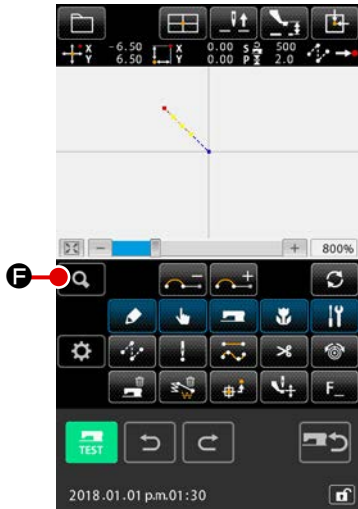 X -6.50 X 0.00 S 500
Y 6.50 Y 0.00 P 2.0
− + 800%
F
F_
TEST
2018.01.01 p.m.01:30